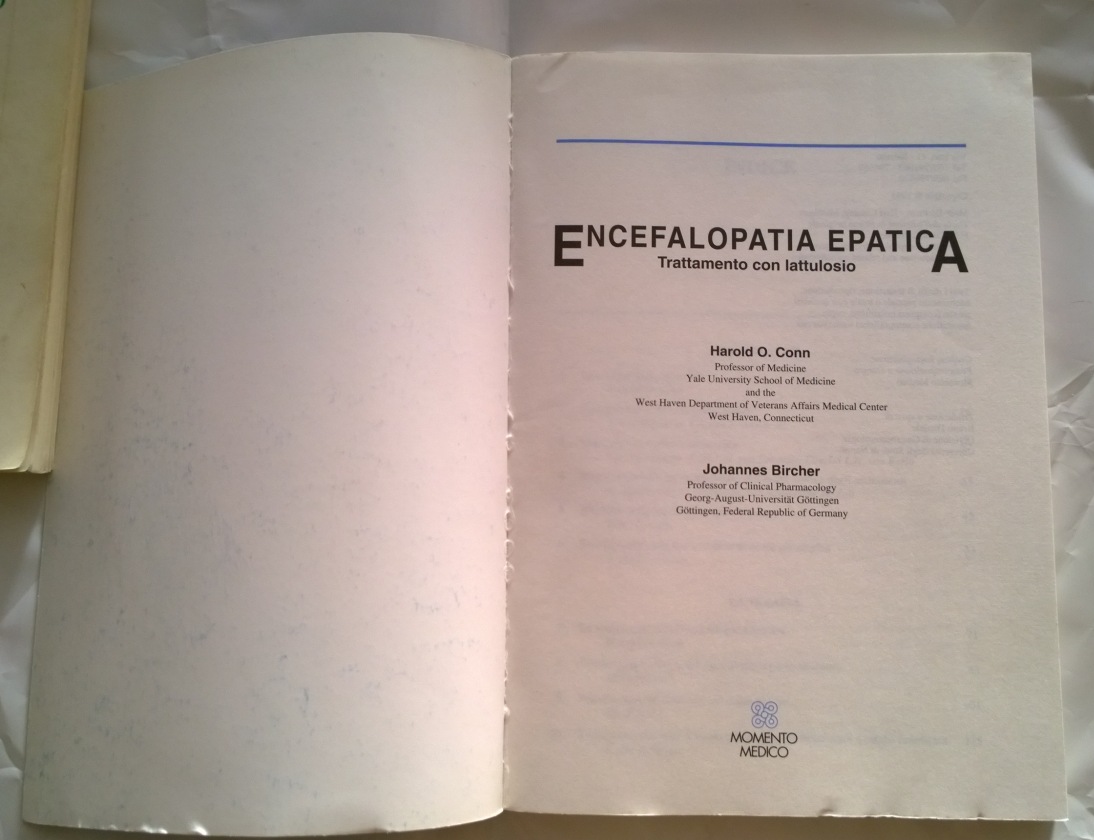 ENCEFALOPATIA EPATICA
Trattamento con lattulosio
Harold O. Conn
Professor of Medicine
Yale University School of Medicine
and the
West Haven Department of Veterans Affairs Medical Center
West Haven, Connecticut
Johannes Bircher
Professor of Clinical Pharmacology
Georg-August-Universität Göttingen
Göttingen, Federal Republic of Germany
MOMENTO
MEDICO